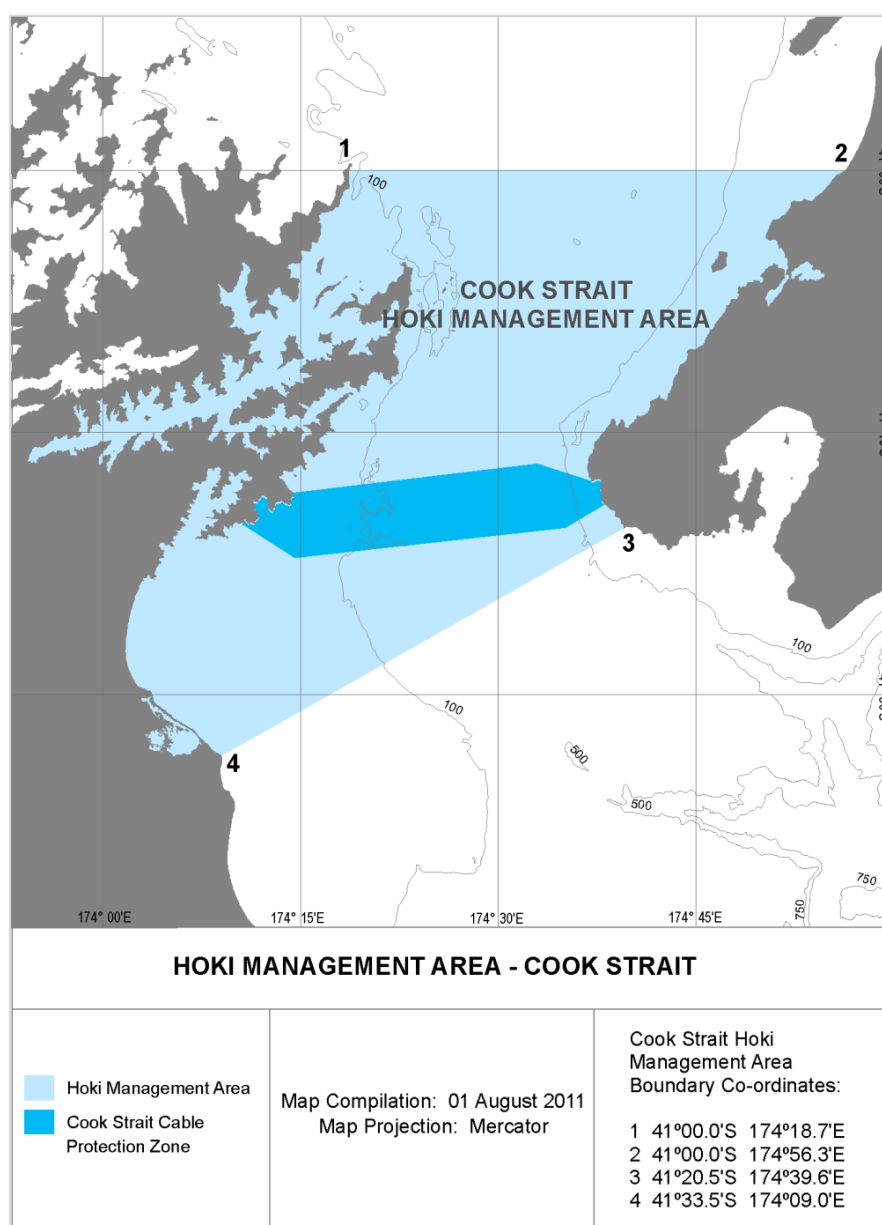 1
2
100
COOK STRAIT
HOKI MANAGEMENT AREA
3
100
100
4
500
500
750
750
174° 00'E
174° 15'E
174° 30'E
174° 45'E
HOKI MANAGEMENT AREA - COOK STRAIT
Hoki Management Area
Cook Strait Cable
Protection Zone
Map Compilation: 01 August 2011
Map Projection: Mercator
Cook Strait Hoki
Management Area
Boundary Co-ordinates:
1 41º00.0'S 174º18.7'E
2 41º00.0'S 174º56.3'E
3 41º20.5'S 174º39.6'E
4 41º33.5'S 174º09.0'E